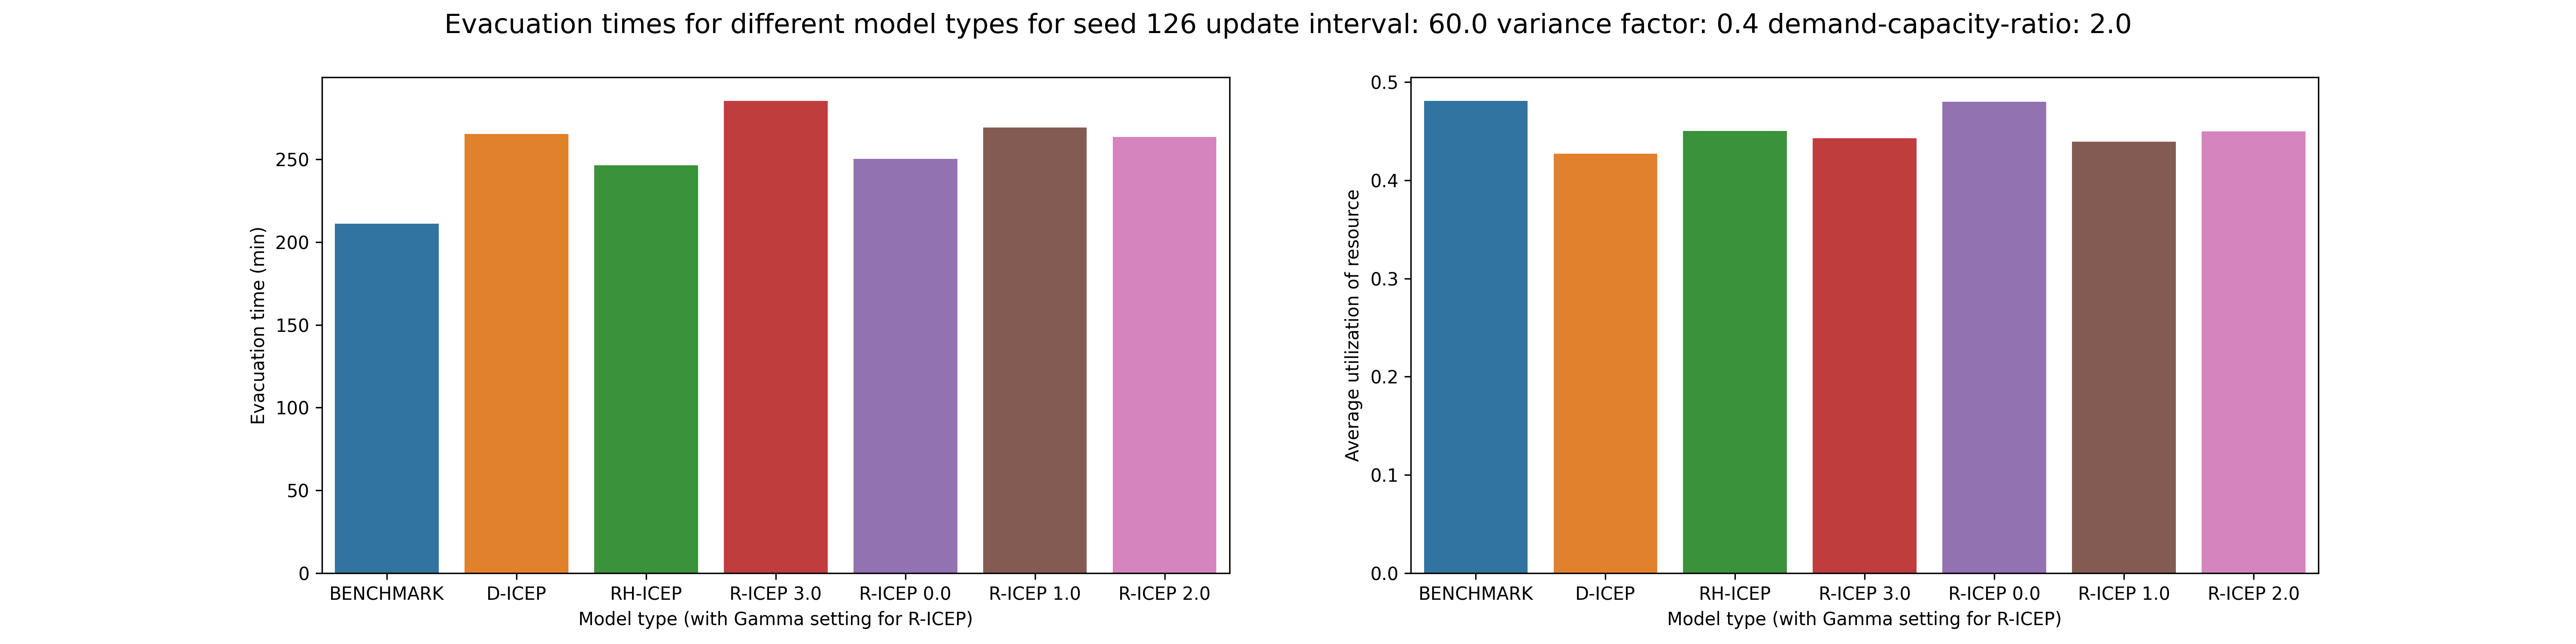 Evacuation times for different model types for seed 126 update interval: 60.0 variance factor: 0.4 demand-capacity-ratio: 2.0
Evacuation time (min)
250
200
150
100
50
0
BENCHMARK D-ICEP RH-ICEP R-ICEP 3.0 R-ICEP 0.0 R-ICEP 1.0 R-ICEP 2.0
Model type (with Gamma setting for R-ICEP)
Average utilization of resource
0.5
0.4
0.3
0.2
0.1
0.0
BENCHMARK D-ICEP RH-ICEP R-ICEP 3.0 R-ICEP 0.0 R-ICEP 1.0 R-ICEP 2.0
Model type (with Gamma setting for R-ICEP)